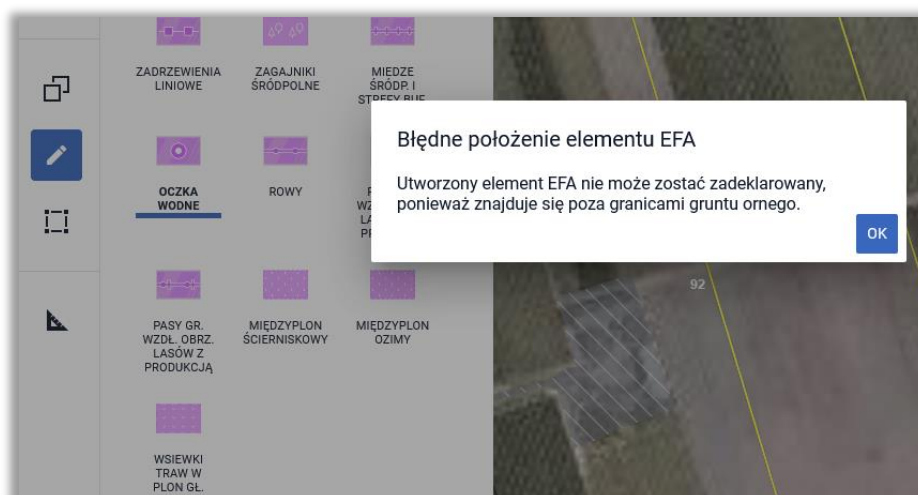 ZADRZEWIENIA
LINIOWE
ZAGAJNIKI
ŚRÓDPOLNE
MIEDZE
ŚRÓDP. I
STREFY BUF.
Błędne położenie elementu EFA
Utworzony element EFA nie może zostać zadeklarowany,
ponieważ znajduje się poza granicami gruntu ornego.
OK
OCZKA
WODNE
ROWY
92
PASY GR.
WZDŁ. OBRZ.
LASÓW Z
PRODUKCJĄ
MIĘDZYPLON
ŚCIERNISKOWY
MIĘDZYPLON
OZIMY
WSIEWKI
TRAW W
PLON GŁ.